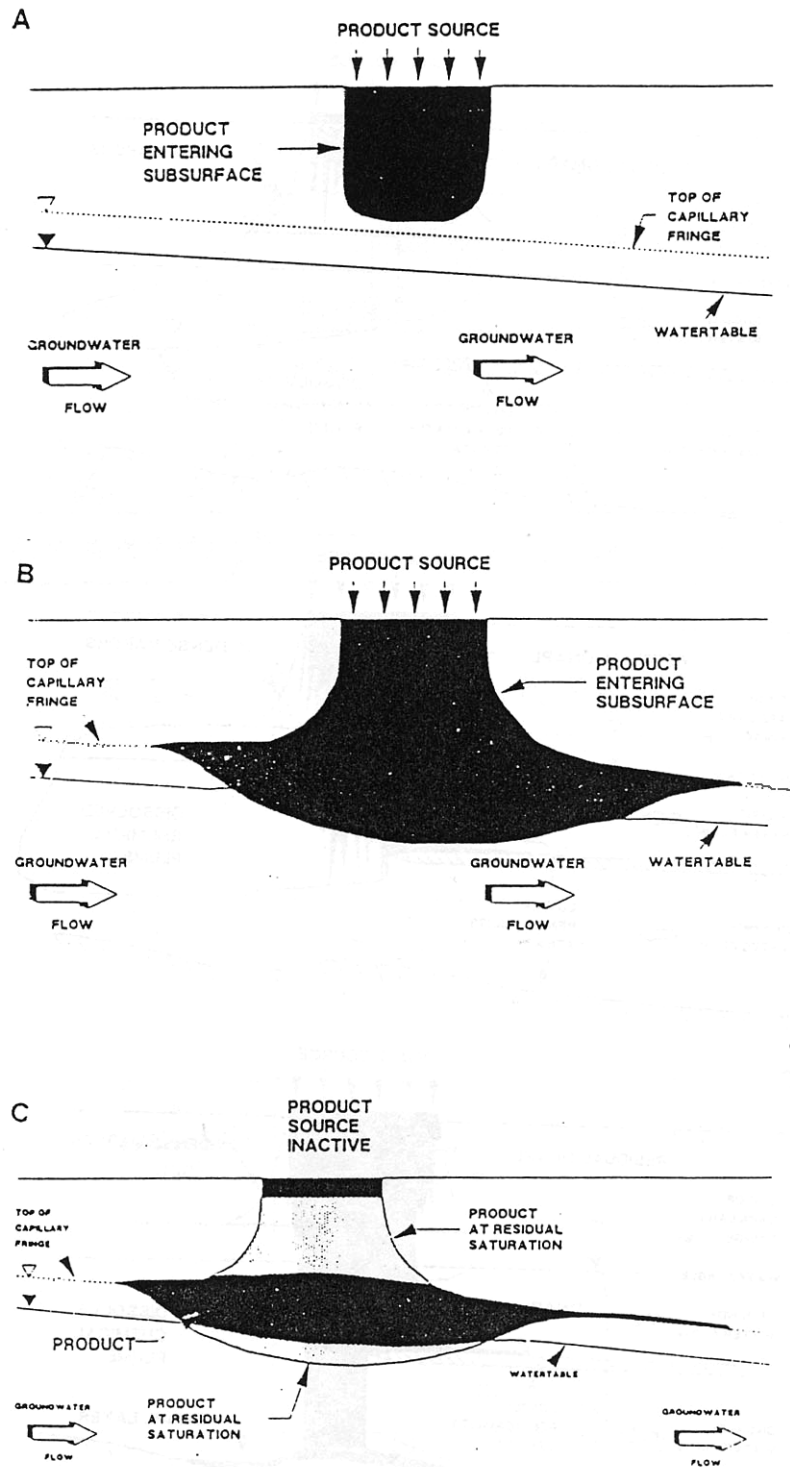 A
PRODUCT SOURCE
PRODUCT
ENTERING
SUBSURFACE
TOP OF
CAPILLARY
FRINGE
WATERTABLE
GROUNDWATER
FLOW
GROUNDWATER
FLOW
B
PRODUCT SOURCE
TOP OF
CAPILLARY
FRINGE
PRODUCT
ENTERING
SUBSURFACE
WATERTABLE
GROUNDWATER
FLOW
GROUNDWATER
FLOW
C
PRODUCT
SOURCE
INACTIVE
TOP OF
CAPILLARY
FRINGE
PRODUCT
AT RESIDUAL
SATURATION
PRODUCT
WATERTABLE
PRODUCT
AT RESIDUAL
SATURATION
GROUNDWATER
FLOW
GROUNDWATER
FLOW